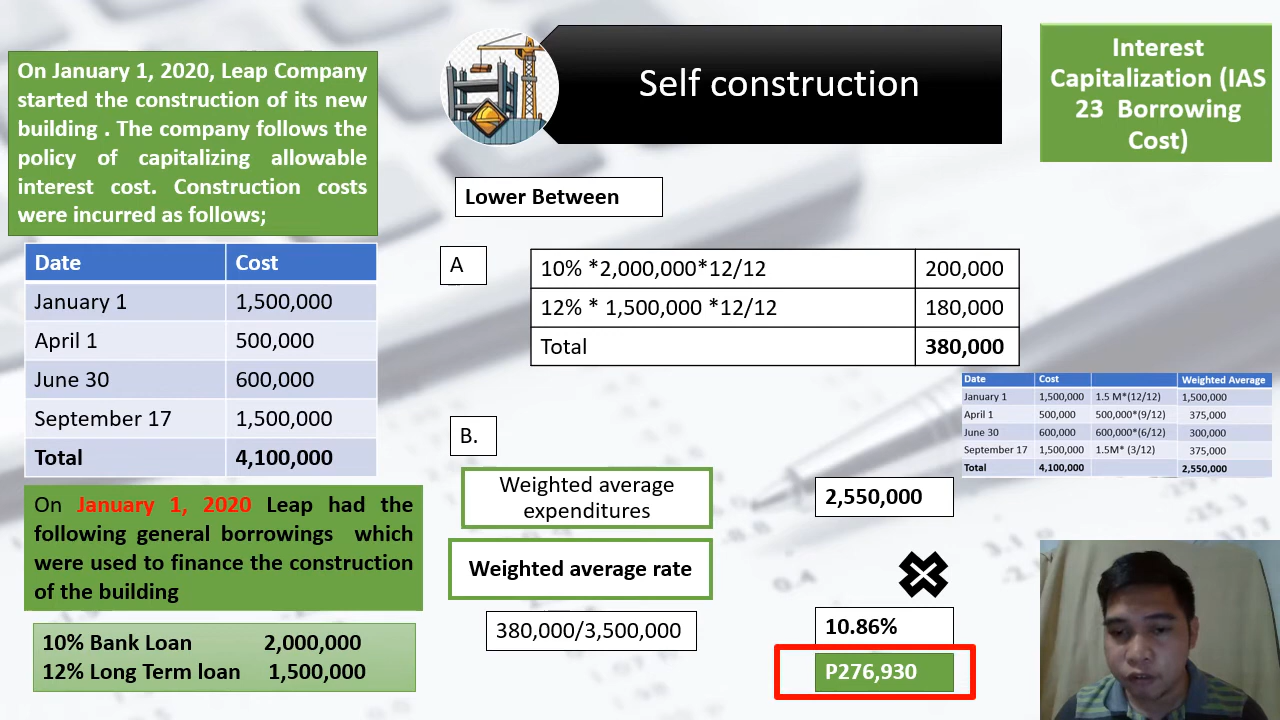 On January 1, 2020, Leap Company
started the construction of its new
building . The company follows the
policy of capitalizing allowable
interest cost. Construction costs
were incurred as follows;
Date Cost
January 1 1,500,000
April 1 500,000
June 30 600,000
September 17 1,500,000
Total 4,100,000
On January 1, 2020 Leap had the
following general borrowings which
were used to finance the construction
of the building
10% Bank Loan 2,000,000
12% Long Term loan 1,500,000
Self construction
Lower Between
A
10% *2,000,000*12/12 200,000
12% * 1,500,000 *12/12 180,000
Total 380,000
B.
Weighted average
expenditures
2,550,000
Weighted average rate
380,000/3,500,000
10.86%
P276,930
Interest
Capitalization (IAS
23 Borrowing
Cost)
Date Cost Weighted Average
January 1 1,500,000 1.5 M*(12/12) 1,500,000
April 1 500,000 500,000*(9/12) 375,000
June 30 600,000 600,000*(6/12) 300,000
September 17 1,500,000 1.5M* (3/12) 375,000
Total 4,100,000 2,550,000